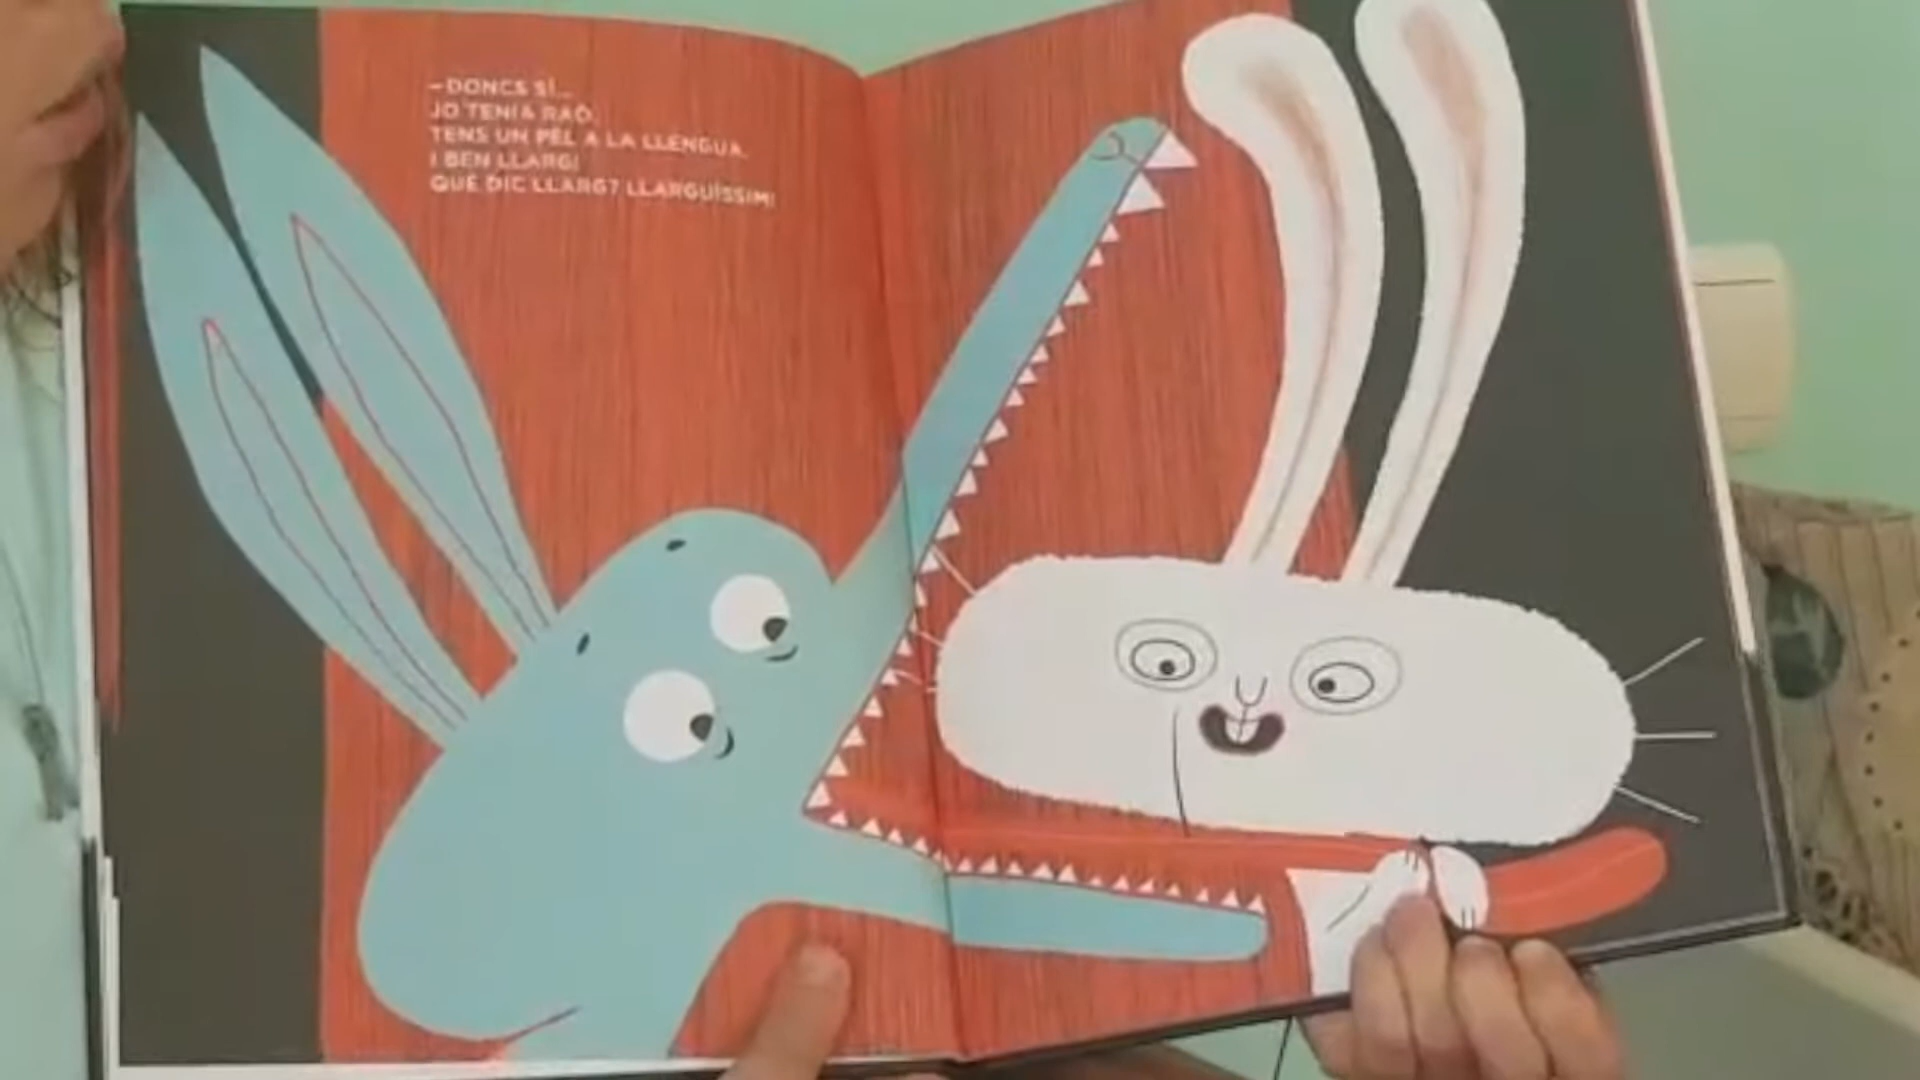 -DONCS SÍ...
JO TENIA RAÓ.
TENS UN PÈL A LA LLENGUA.
I BEN LLARG!
QUÈ DIC LLARG? LLARGUÍSSIM!